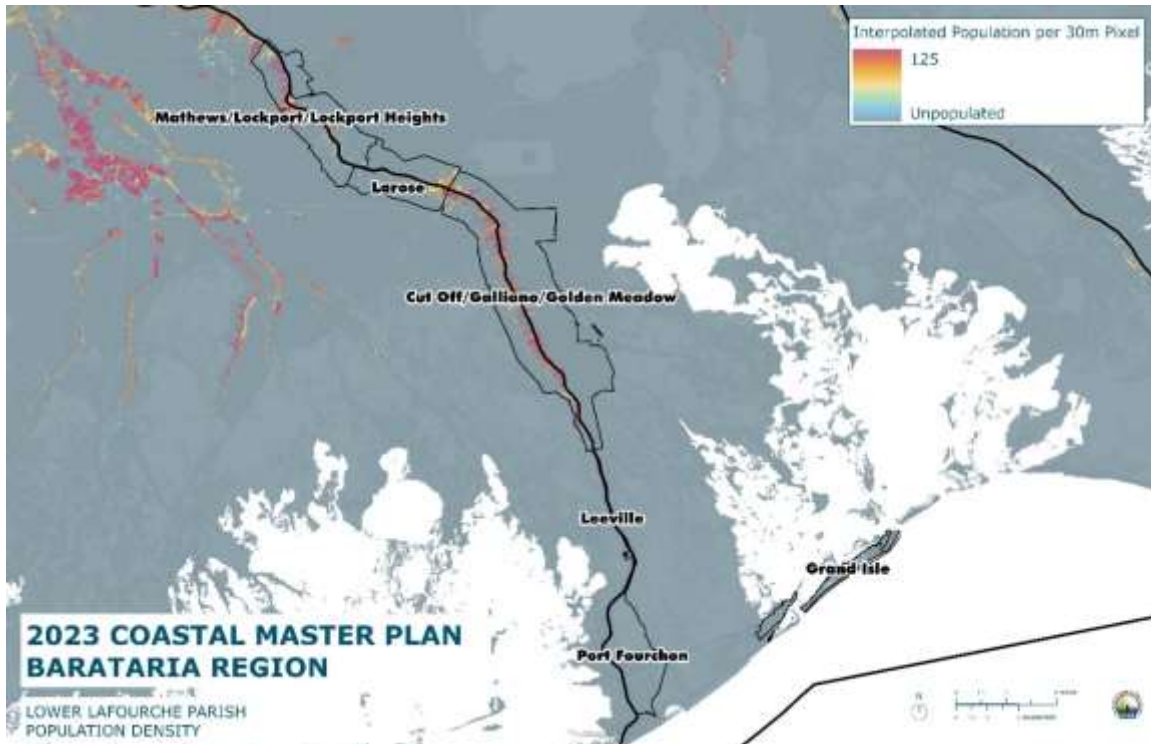 Interpolated Population per 30m Pixel
125
Unpopulated
Mathews/Lockport/Lockport Heights
Larose
Cut Off/Galliano/Golden Meadow
Leeville
Grand Isle
Port Fourchon
2023 COASTAL MASTER PLAN
BARATARIA REGION
LOWER LAFOURCHE PARISH
POPULATION DENSITY
N